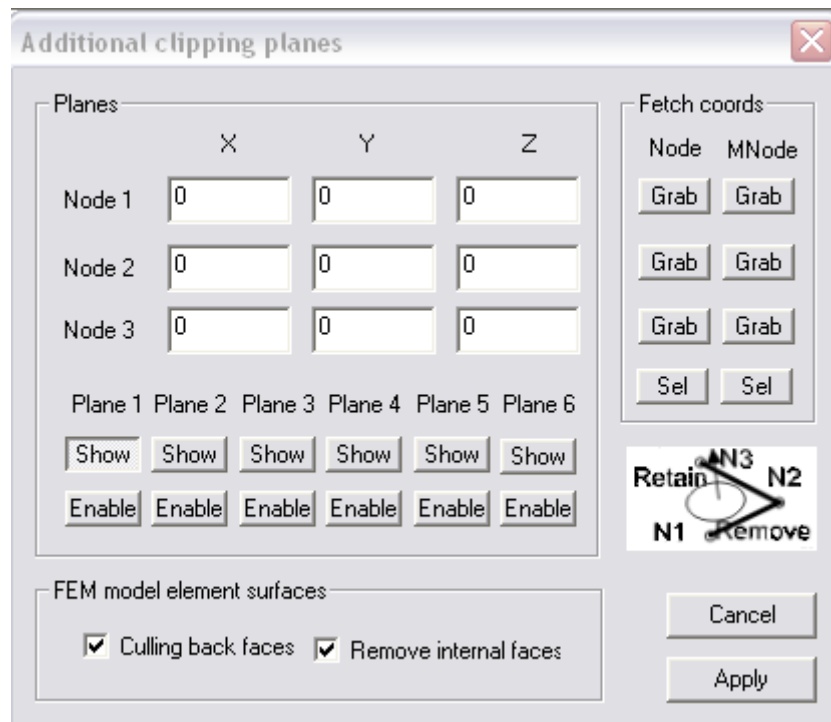 Additional clipping planes
Planes
X Y Z
Node 1 0 0 0
Node 2 0 0 0
Node 3 0 0 0
Plane 1 Plane 2 Plane 3 Plane 4 Plane 5 Plane 6
Show Show Show Show Show Show
Enable Enable Enable Enable Enable Enable
Fetch coords
Node MNode
Grab Grab
Grab Grab
Grab Grab
Sel Sel
N3
Retain N2
N1 Remove
FEM model element surfaces
Culling back faces Remove internal faces
Cancel
Apply